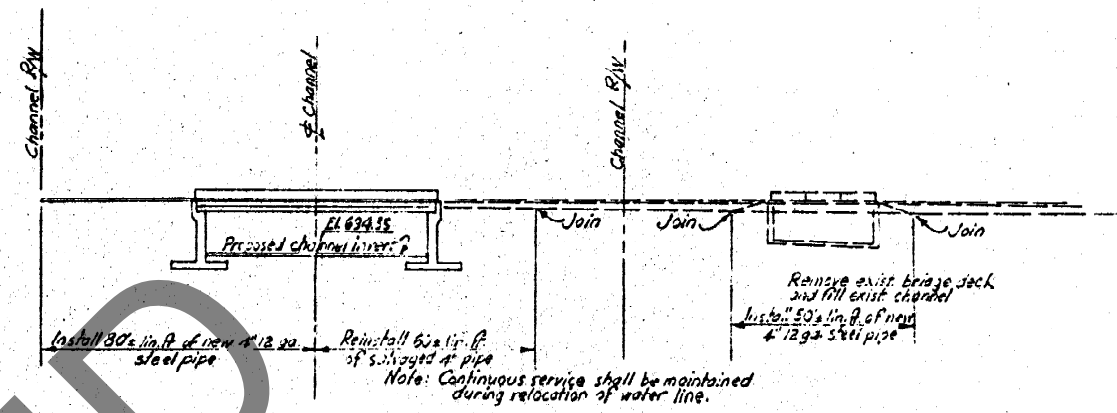 Channel R/W
℄ Channel
Channel R/W
El. 634.35
Proposed channel invert
Join
Join
Join
Remove exist. bridge deck
and fill exist. channel
Install 80'± lin. ft. of new 4" 12 ga.
steel pipe
Reinstall lin. ft.
of salvaged 4" pipe
Install 50'± lin. ft. of new
4" 12 ga. steel pipe
Note: Continuous service shall be maintained
during relocation of water line.